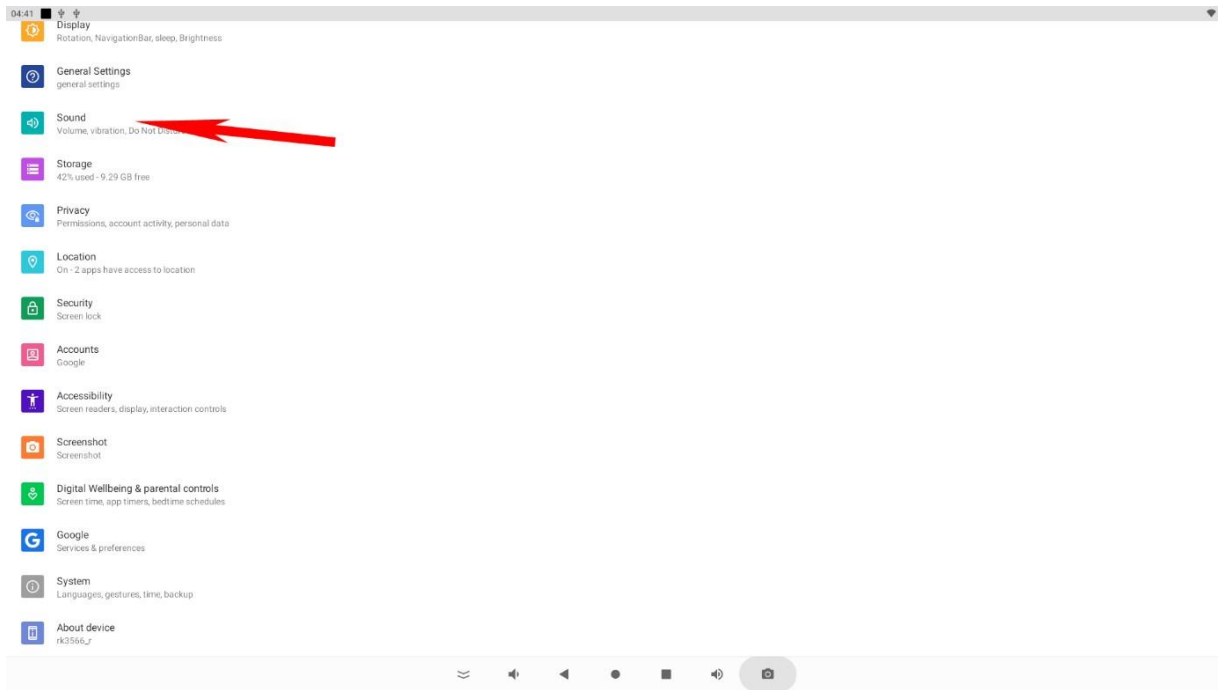 04:41
Display
Rotation, NavigationBar, sleep, Brightness
General Settings
general settings
Sound
Volume, vibration, Do Not
Storage
42% used - 9.29 GB free
Privacy
Permissions, account activity, personal data
Location
On - 2 apps have access to location
Security
Screen lock
Accounts
Google
Accessibility
Screen readers, display, interaction controls
Screenshot
Screenshot
Digital Wellbeing & parental controls
Screen time, app timers, bedtime schedules
Google
Services & preferences
System
Languages, gestures, time, backup
About device
rk3566_r